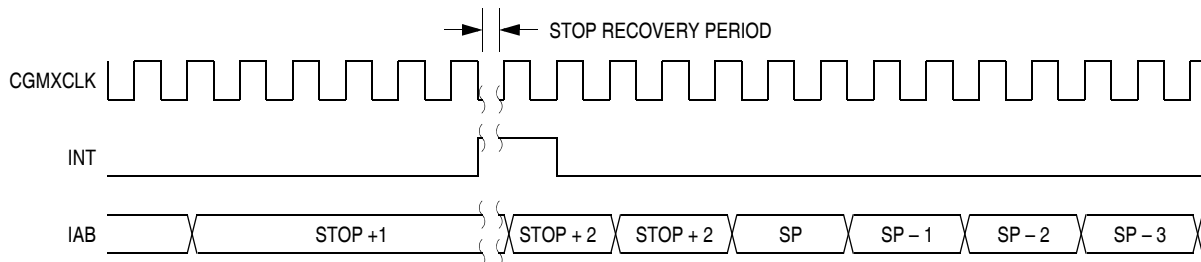 STOP RECOVERY PERIOD
CGMXCLK
INT
IAB STOP +1 STOP + 2 STOP + 2 SP SP – 1 SP – 2 SP – 3